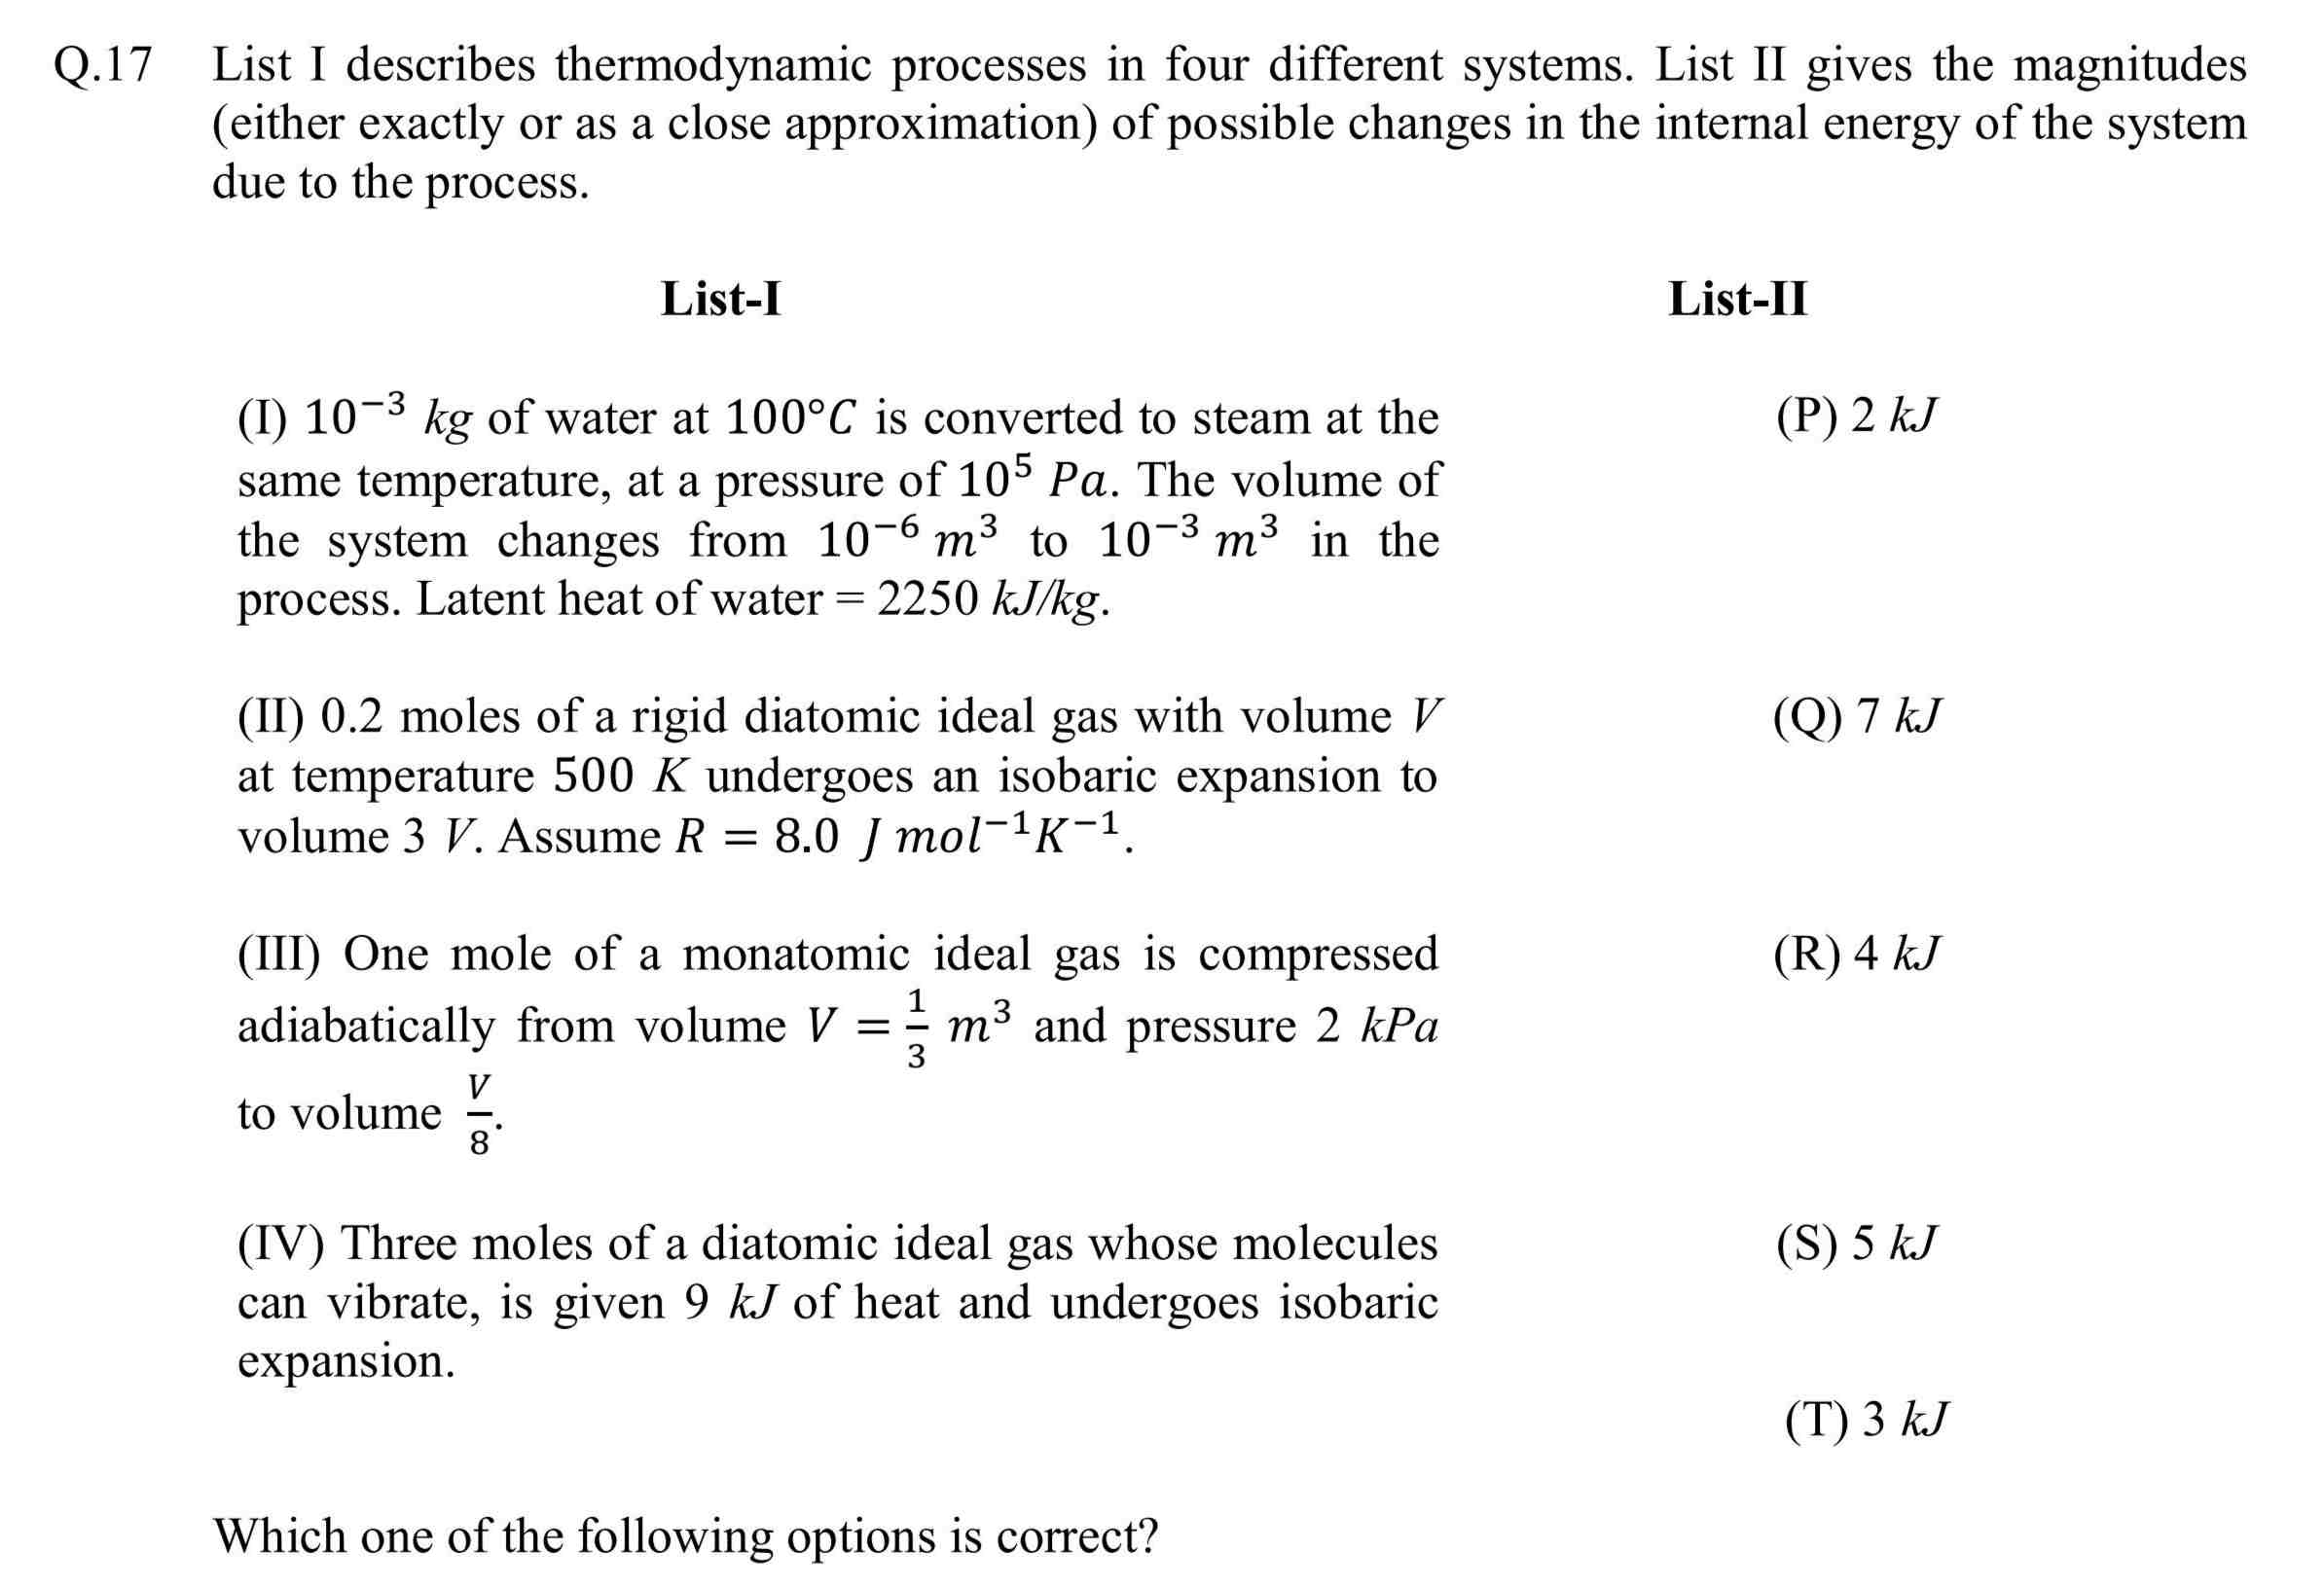 Q.17 List I describes thermodynamic processes in four different systems. List II gives the magnitudes
(either exactly or as a close approximation) of possible changes in the internal energy of the system
due to the process.
List-I List-II
(I) 10⁻³ kg of water at 100°C is converted to steam at the (P) 2 kJ
same temperature, at a pressure of 10⁵ Pa. The volume of
the system changes from 10⁻⁶ m³ to 10⁻³ m³ in the
process. Latent heat of water = 2250 kJ/kg.
(II) 0.2 moles of a rigid diatomic ideal gas with volume V (Q) 7 kJ
at temperature 500 K undergoes an isobaric expansion to
volume 3 V. Assume R = 8.0 J mol⁻¹K⁻¹.
(III) One mole of a monatomic ideal gas is compressed (R) 4 kJ
adiabatically from volume V = 1/3 m³ and pressure 2 kPa
to volume V/8.
(IV) Three moles of a diatomic ideal gas whose molecules (S) 5 kJ
can vibrate, is given 9 kJ of heat and undergoes isobaric
expansion.
(T) 3 kJ
Which one of the following options is correct?